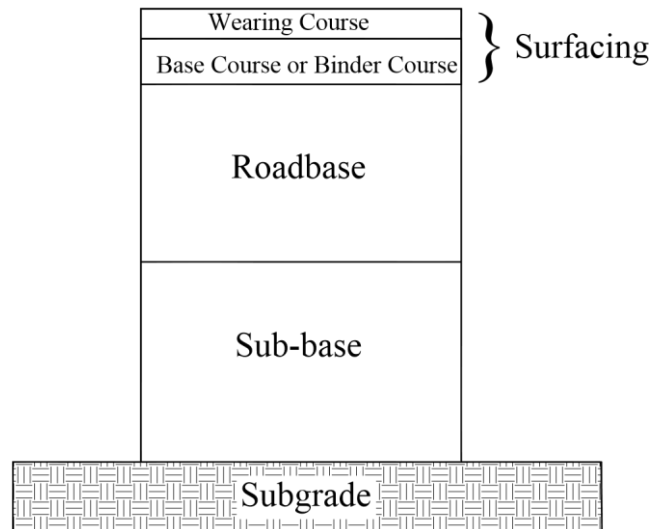 Wearing Course
Base Course or Binder Course
Surfacing
Roadbase
Sub-base
Subgrade